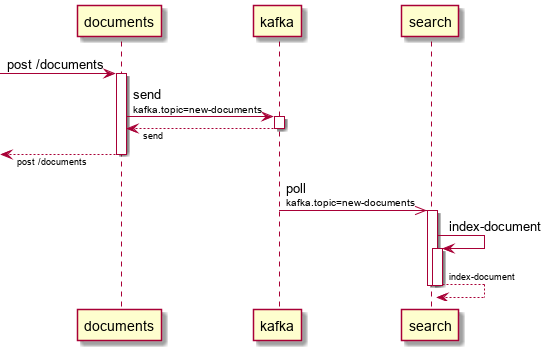 documents
kafka
search
post /documents
send
kafka.topic=new-documents
send
post /documents
poll
kafka.topic=new-documents
index-document
index-document
documents
kafka
search